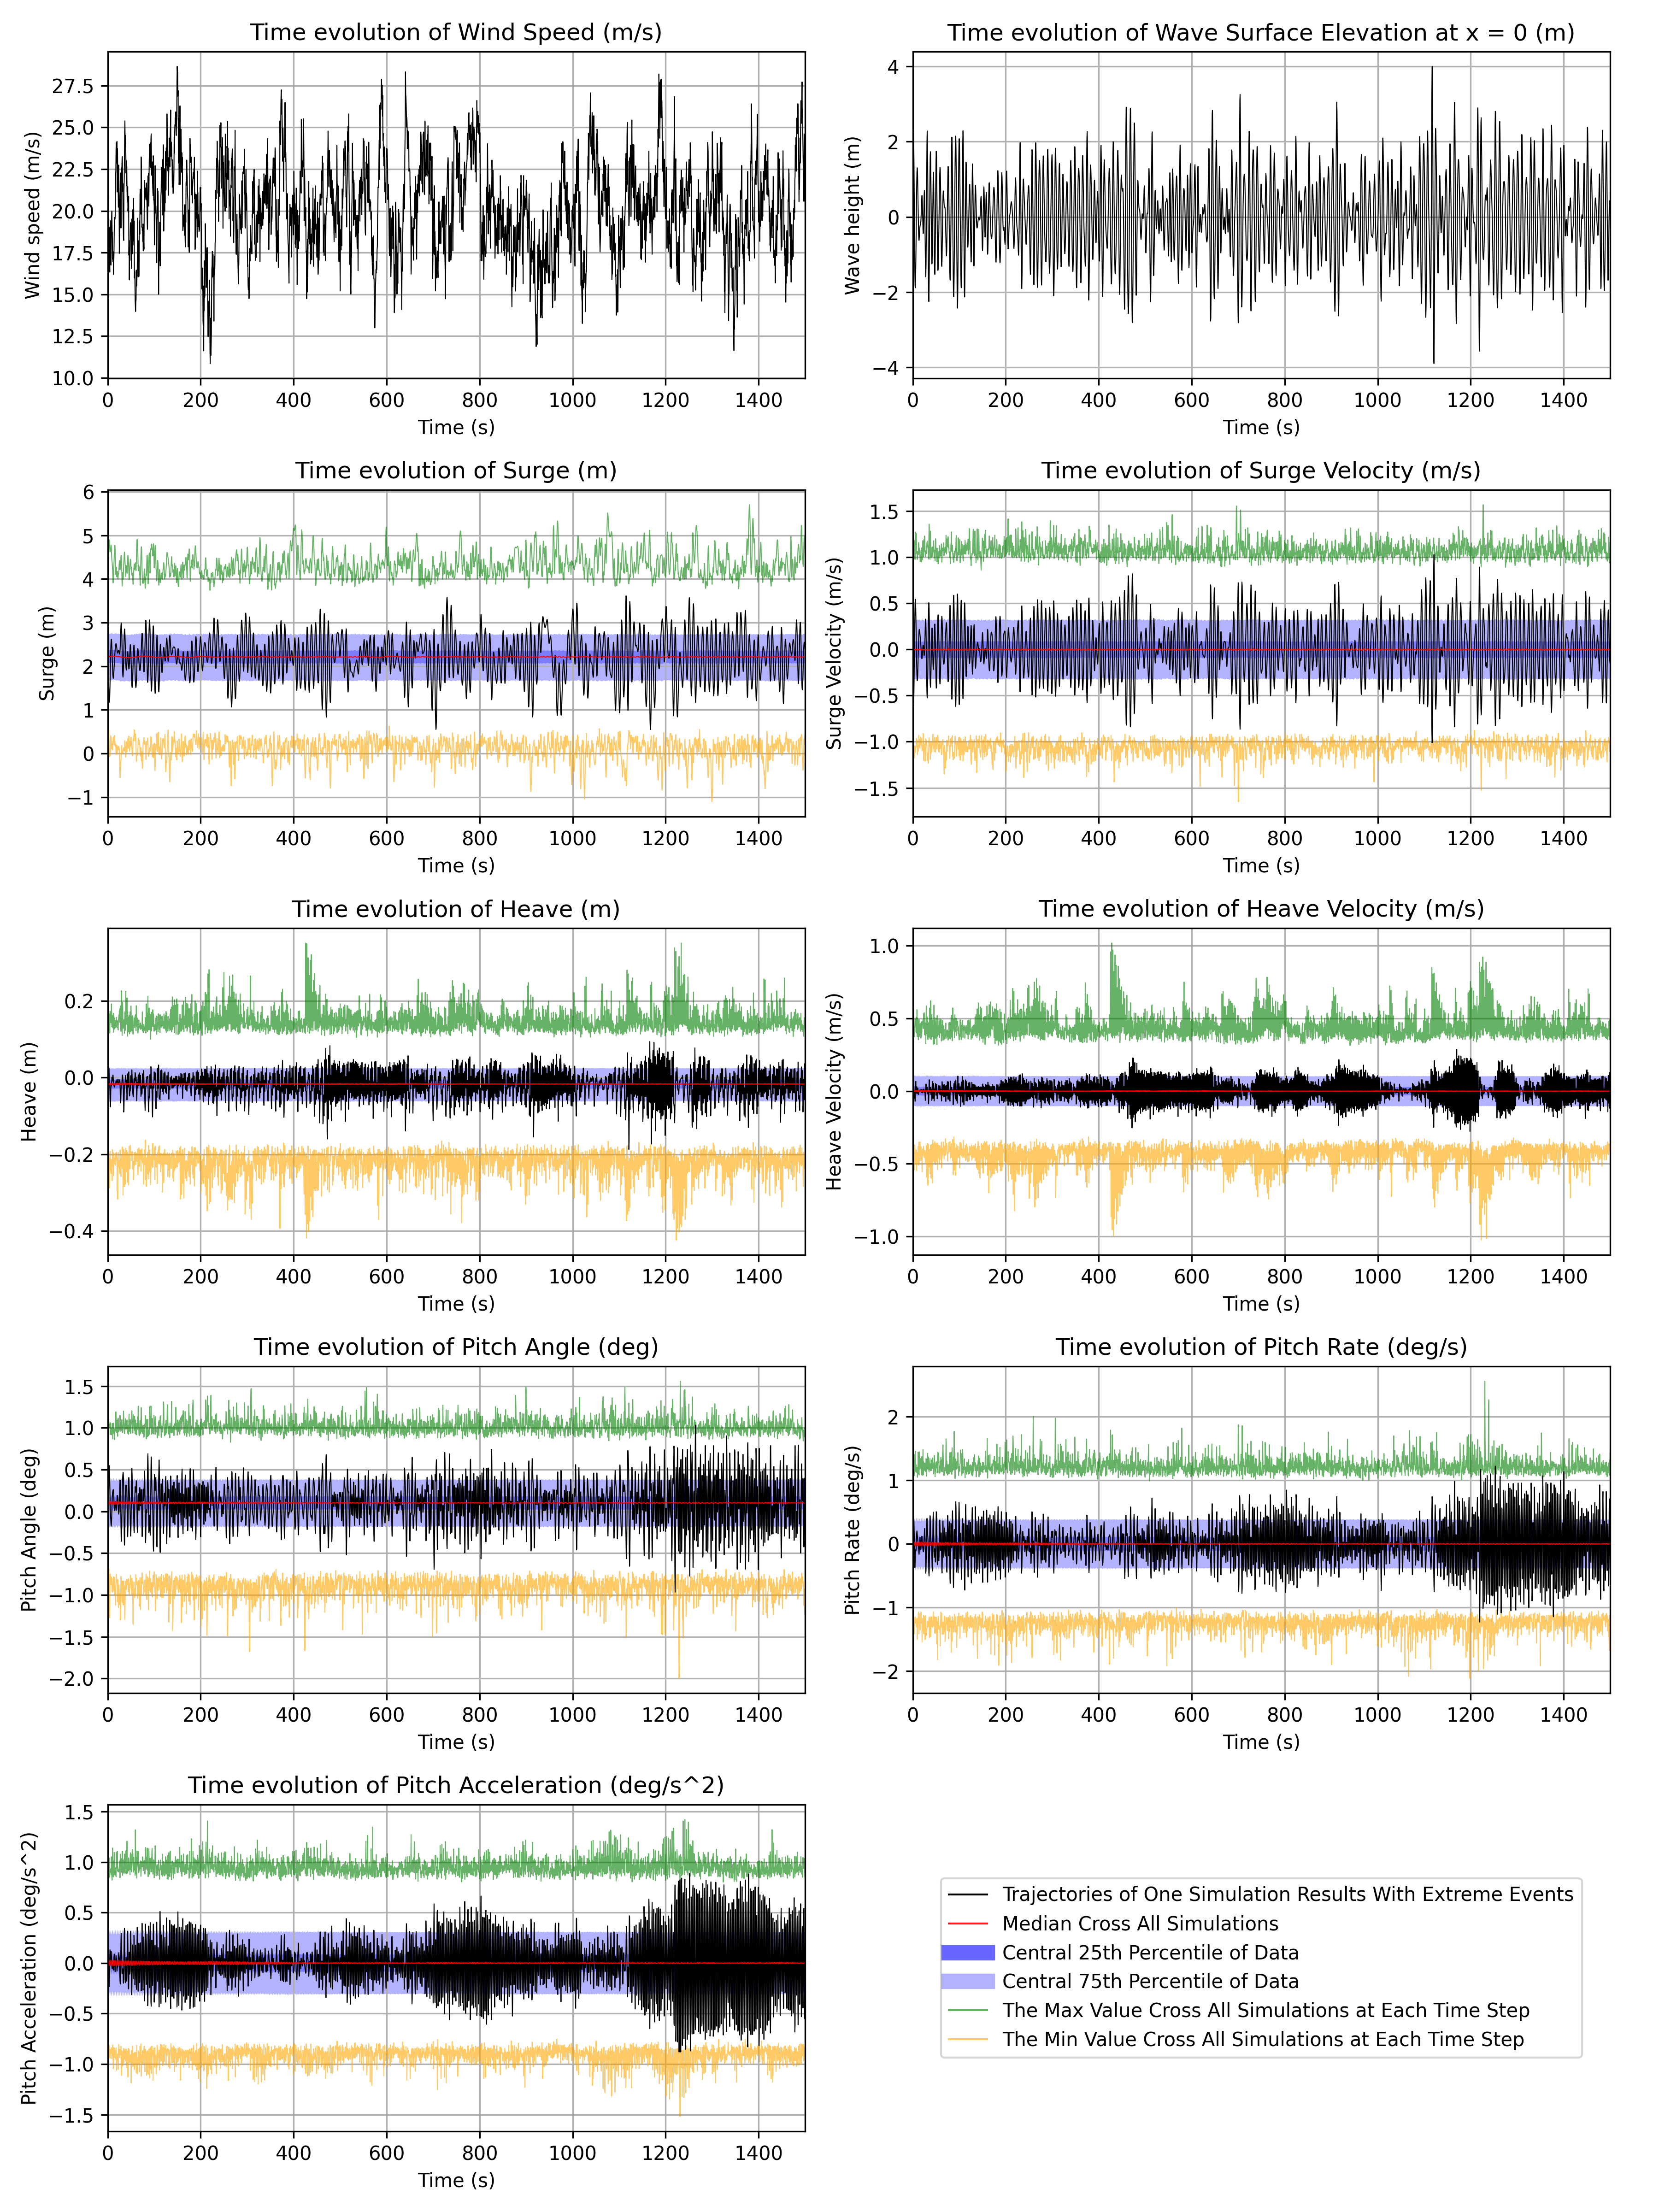 Time evolution of Wind Speed (m/s)
Wind speed (m/s)
27.5
25.0
22.5
20.0
17.5
15.0
12.5
10.0
0 200 400 600 800 1000 1200 1400
Time (s)
Time evolution of Wave Surface Elevation at x = 0 (m)
Wave height (m)
4
2
0
−2
−4
0 200 400 600 800 1000 1200 1400
Time (s)
Time evolution of Surge (m)
Surge (m)
6
5
4
3
2
1
0
−1
0 200 400 600 800 1000 1200 1400
Time (s)
Time evolution of Surge Velocity (m/s)
Surge Velocity (m/s)
1.5
1.0
0.5
0.0
−0.5
−1.0
−1.5
0 200 400 600 800 1000 1200 1400
Time (s)
Time evolution of Heave (m)
Heave (m)
0.2
0.0
−0.2
−0.4
0 200 400 600 800 1000 1200 1400
Time (s)
Time evolution of Heave Velocity (m/s)
Heave Velocity (m/s)
1.0
0.5
0.0
−0.5
−1.0
0 200 400 600 800 1000 1200 1400
Time (s)
Time evolution of Pitch Angle (deg)
Pitch Angle (deg)
1.5
1.0
0.5
0.0
−0.5
−1.0
−1.5
−2.0
0 200 400 600 800 1000 1200 1400
Time (s)
Time evolution of Pitch Rate (deg/s)
Pitch Rate (deg/s)
2
1
0
−1
−2
0 200 400 600 800 1000 1200 1400
Time (s)
Time evolution of Pitch Acceleration (deg/s^2)
Pitch Acceleration (deg/s^2)
1.5
1.0
0.5
0.0
−0.5
−1.0
−1.5
0 200 400 600 800 1000 1200 1400
Time (s)
Trajectories of One Simulation Results With Extreme Events
Median Cross All Simulations
Central 25th Percentile of Data
Central 75th Percentile of Data
The Max Value Cross All Simulations at Each Time Step
The Min Value Cross All Simulations at Each Time Step